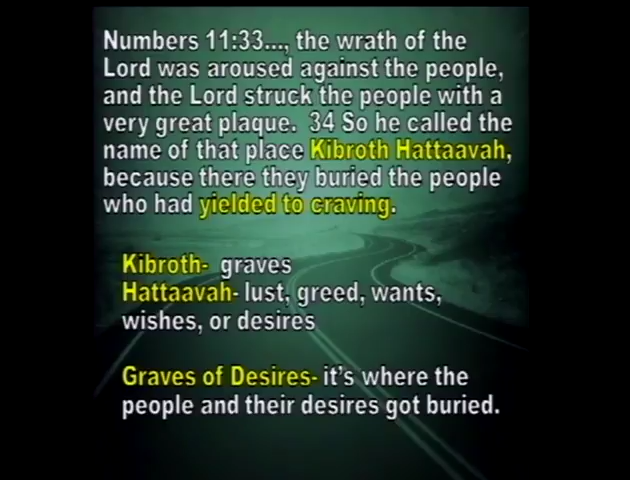 Numbers 11:33..., the wrath of the
Lord was aroused against the people,
and the Lord struck the people with a
very great plaque.  34 So he called the
name of that place Kibroth Hattaavah,
because there they buried the people
who had yielded to craving.
Kibroth-  graves
Hattaavah- lust, greed, wants,
wishes, or desires
Graves of Desires- it's where the
people and their desires got buried.